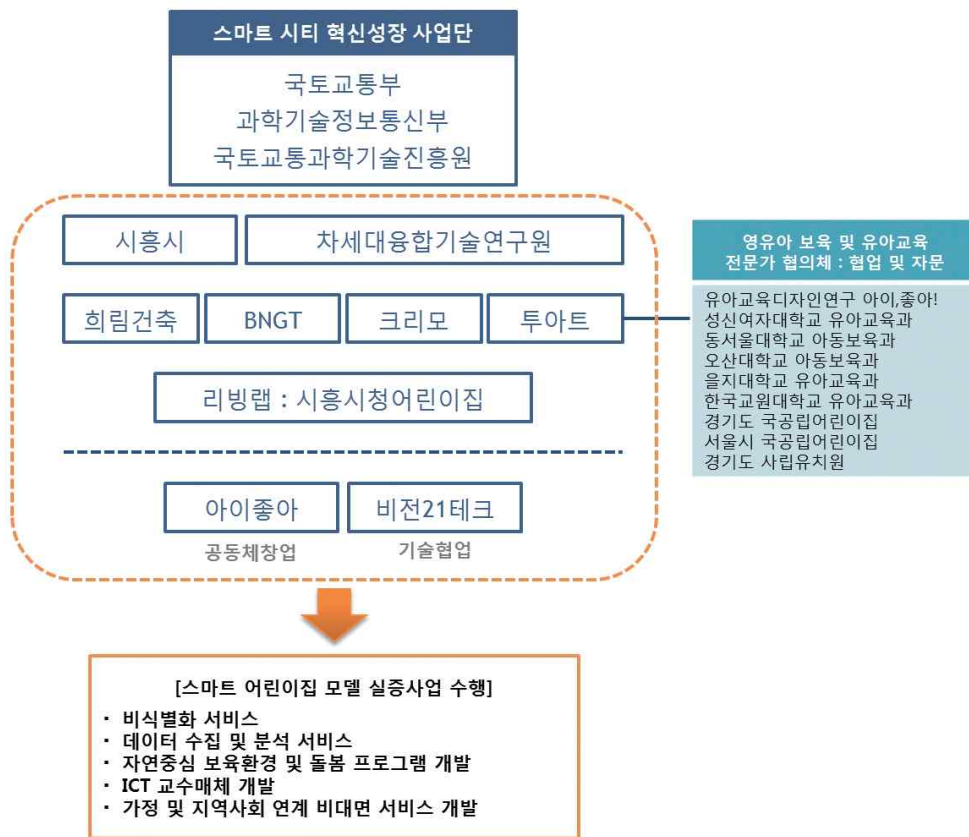 스마트 시티 혁신성장 사업단
국토교통부
과학기술정보통신부
국토교통과학기술진흥원
시흥시
차세대융합기술연구원
희림건축
BNGT
크리모
투아트
리빙랩 : 시흥시청어린이집
아이좋아
비전21테크
공동체창업
기술협업
영유아 보육 및 유아교육
전문가 협의체 : 협업 및 자문
유아교육디자인연구 아이,좋아!
성신여자대학교 유아교육과
동서울대학교 아동보육과
오산대학교 아동보육과
을지대학교 유아교육과
한국교원대학교 유아교육과
경기도 국공립어린이집
서울시 국공립어린이집
경기도 사립유치원
[스마트 어린이집 모델 실증사업 수행]
· 비식별화 서비스
· 데이터 수집 및 분석 서비스
· 자연중심 보육환경 및 돌봄 프로그램 개발
· ICT 교수매체 개발
· 가정 및 지역사회 연계 비대면 서비스 개발